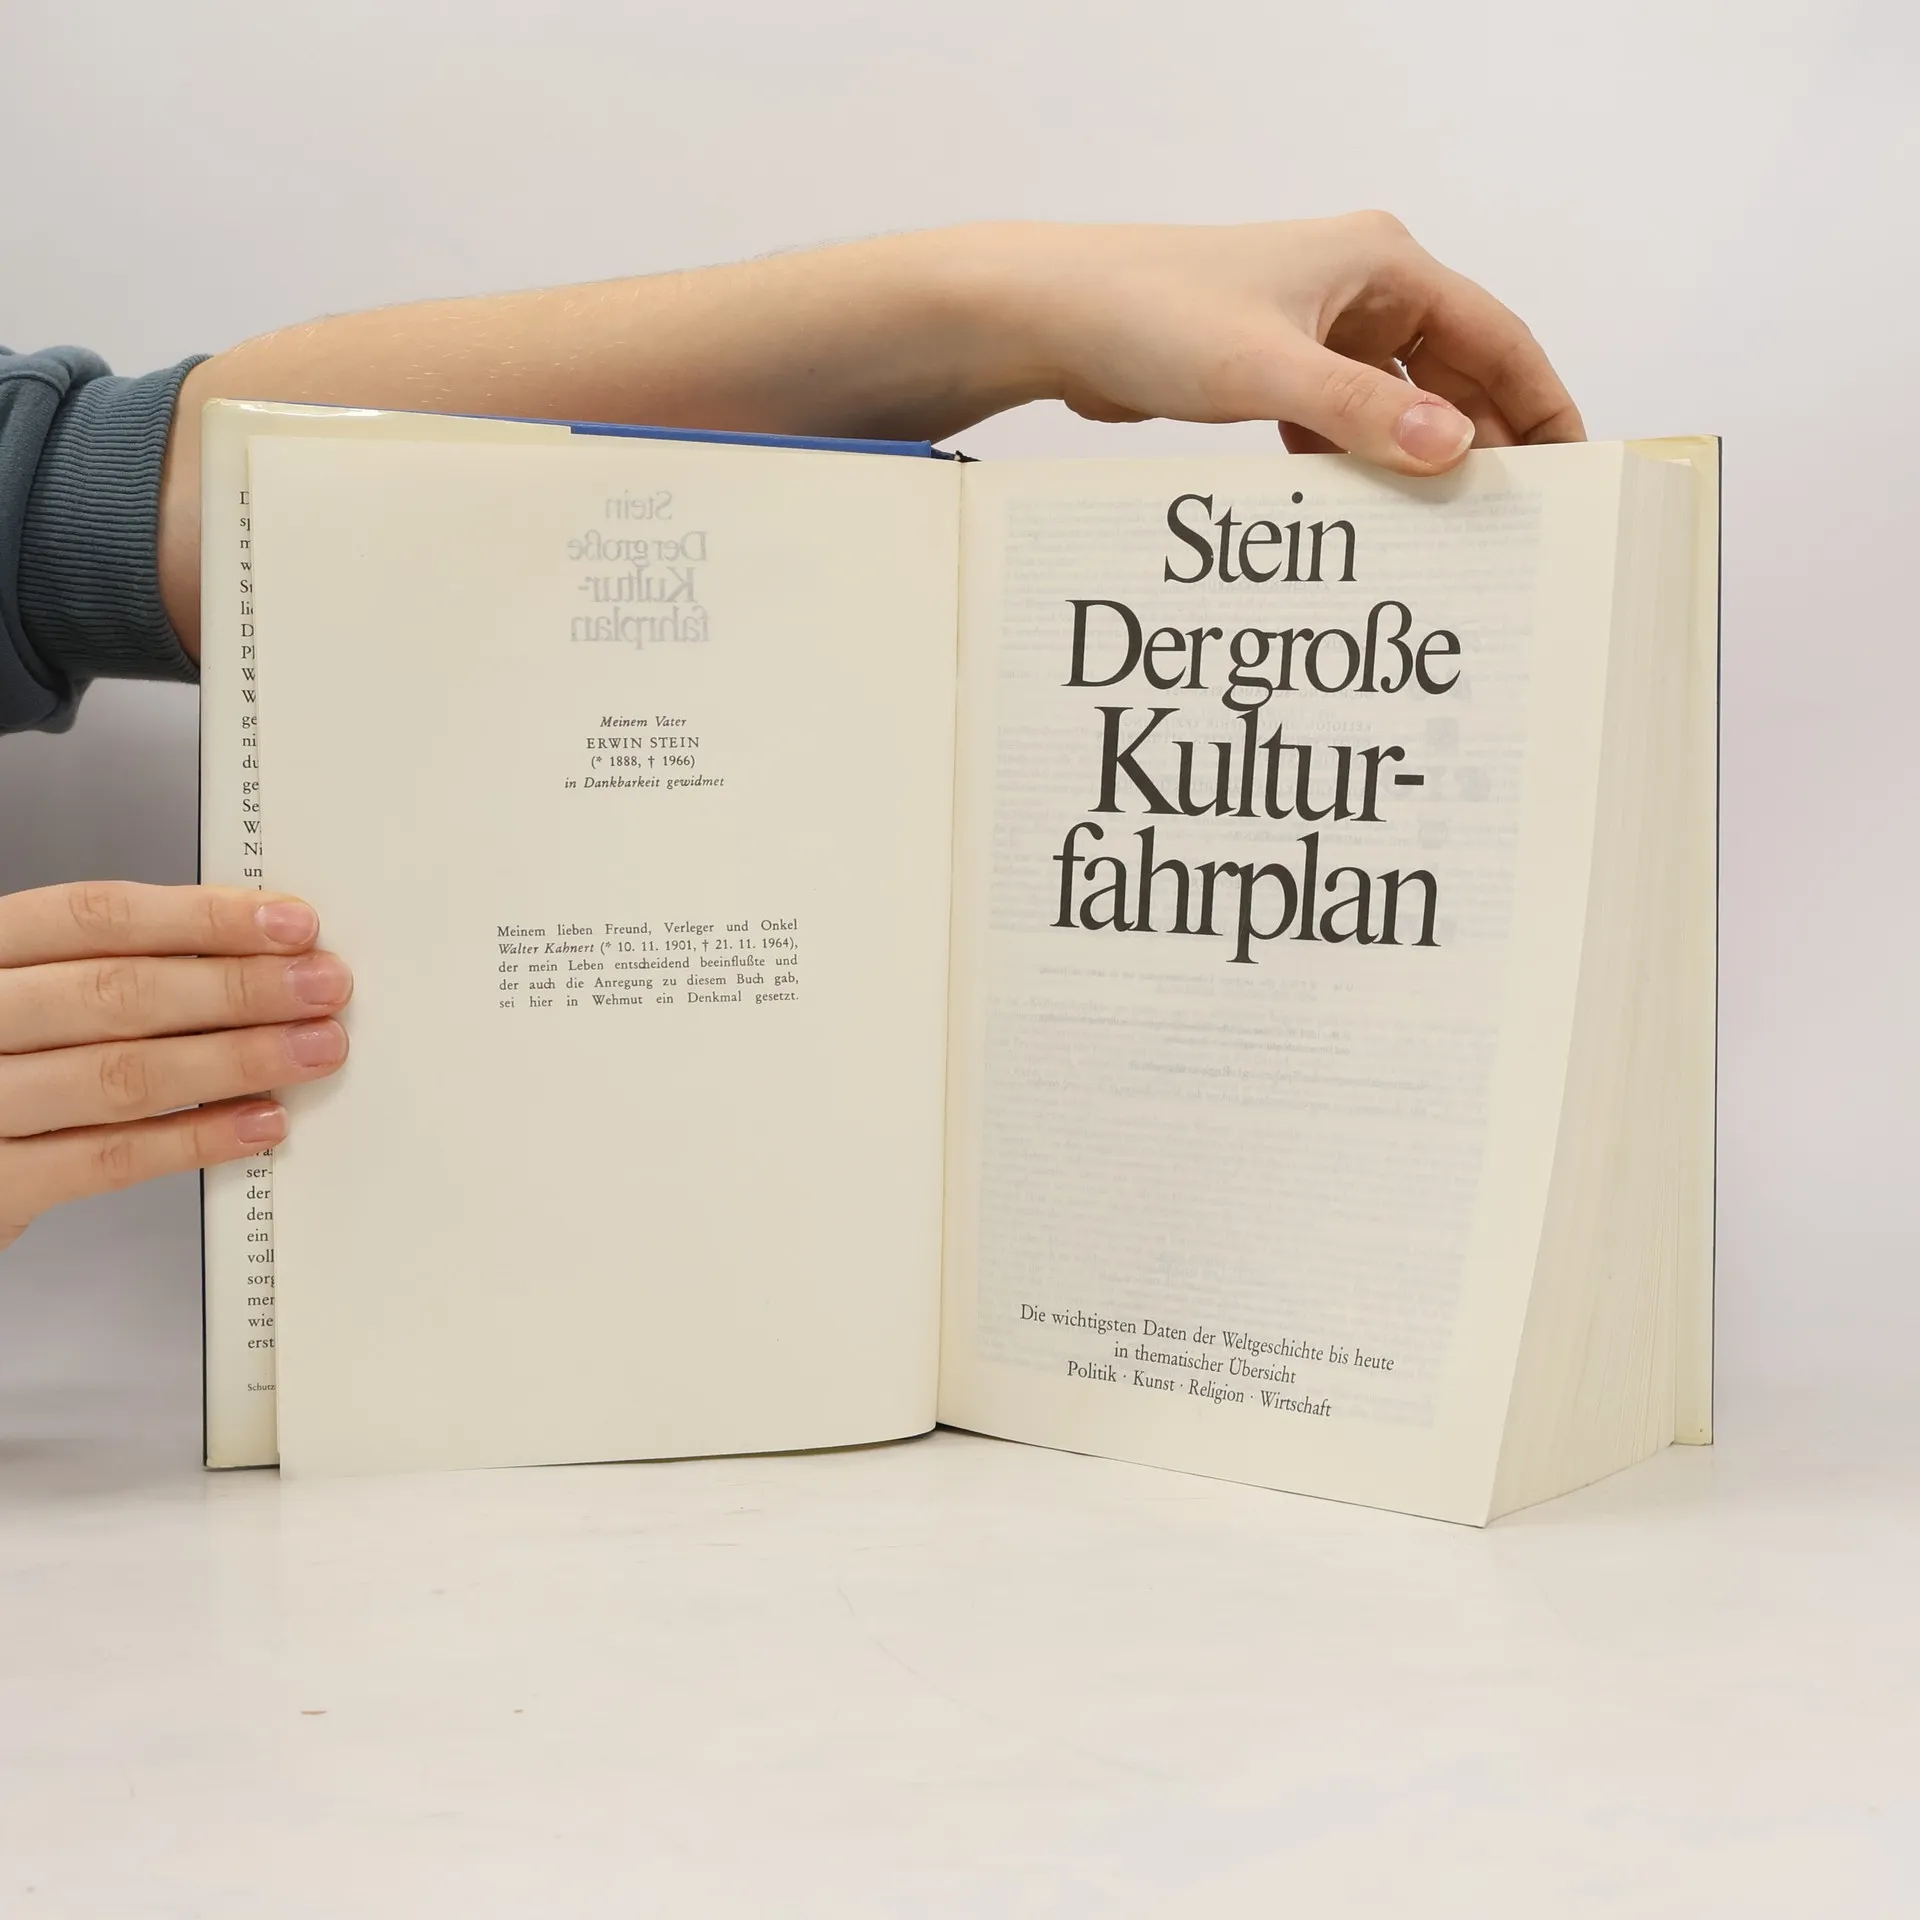 Meinem Vater
ERWIN STEIN
(* 1888, † 1966)
in Dankbarkeit gewidmet
Meinem lieben Freund, Verleger und Onkel
Walter Kahnert (* 10. 11. 1901, † 21. 11. 1964),
der mein Leben entscheidend beeinflußte und
der auch die Anregung zu diesem Buch gab,
sei hier in Wehmut ein Denkmal gesetzt.
Stein
Der große
Kultur-
fahrplan
Die wichtigsten Daten der Weltgeschichte bis heute
in thematischer Übersicht
Politik · Kunst · Religion · Wirtschaft